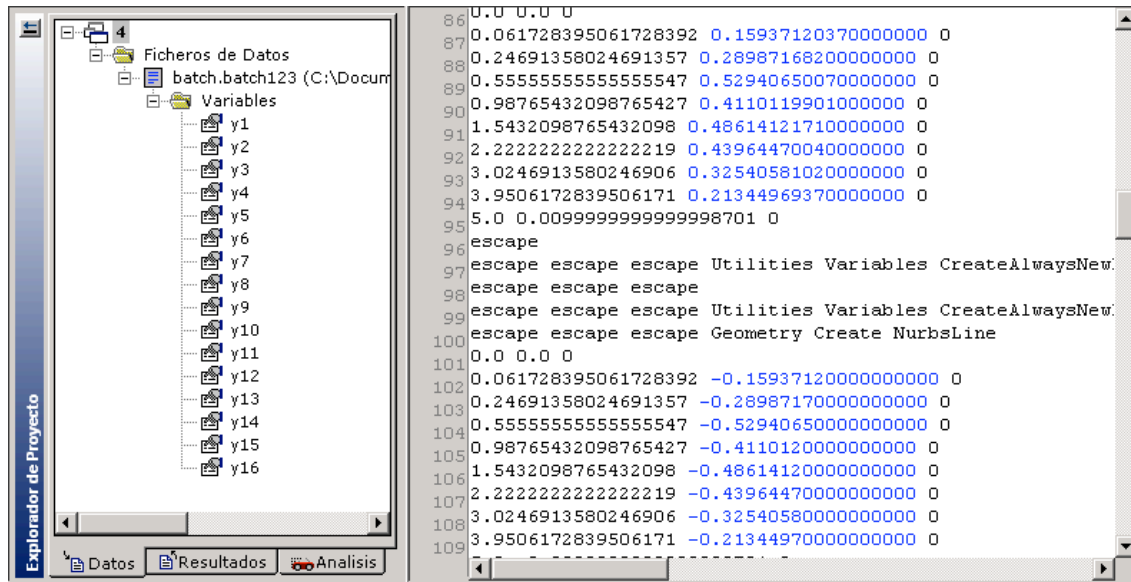 Explorador de Proyecto
4
Ficheros de Datos
batch.batch123 (C:\Docum
Variables
y1
y2
y3
y4
y5
y6
y7
y8
y9
y10
y11
y12
y13
y14
y15
y16
Datos Resultados Analisis
86 0.0 0.0 0
87 0.061728395061728392 0.15937120370000000 0
88 0.24691358024691357 0.28987168200000000 0
89 0.55555555555555547 0.52940650070000000 0
90 0.98765432098765427 0.4110119901000000 0
91 1.5432098765432098 0.48614121710000000 0
92 2.2222222222222219 0.43964470040000000 0
93 3.0246913580246906 0.32540581020000000 0
94 3.9506172839506171 0.21344969370000000 0
95 5.0 0.0099999999999998701 0
96 escape
97 escape escape escape Utilities Variables CreateAlwaysNew
98 escape escape escape
99 escape escape escape Utilities Variables CreateAlwaysNew
100 escape escape escape Geometry Create NurbsLine
101 0.0 0.0 0
102 0.061728395061728392 -0.15937120000000000 0
103 0.24691358024691357 -0.28987170000000000 0
104 0.55555555555555547 -0.52940650000000000 0
105 0.98765432098765427 -0.41101200000000000 0
106 1.5432098765432098 -0.48614120000000000 0
107 2.2222222222222219 -0.43964470000000000 0
108 3.0246913580246906 -0.32540580000000000 0
109 3.9506172839506171 -0.21344970000000000 0